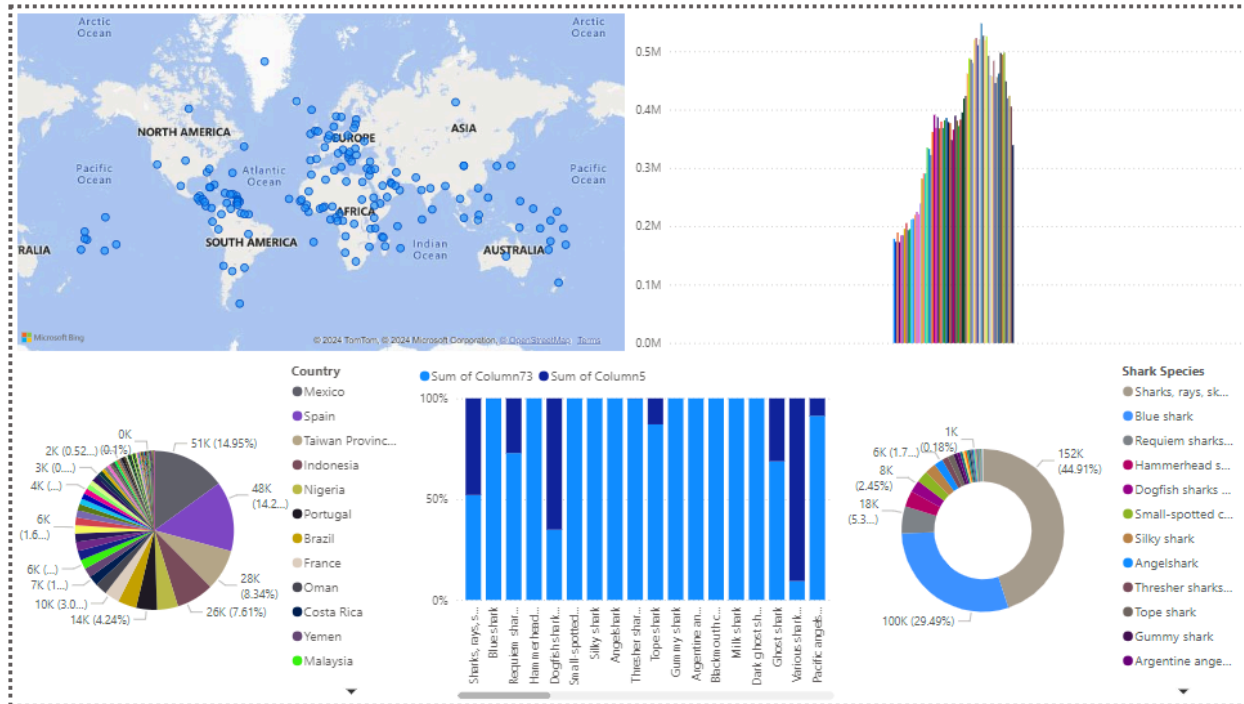 Arctic
Ocean
Arctic
Ocean
NORTH AMERICA
EUROPE
ASIA
Pacific
Ocean
Atlantic
Ocean
Pacific
Ocean
AFRICA
RALIA
SOUTH AMERICA
Indian
Ocean
AUSTRALIA
Microsoft Bing
© 2024 TomTom, © 2024 Microsoft Corporation, © OpenStreetMap Terms
0.5M
0.4M
0.3M
0.2M
0.1M
0.0M
0K
2K (0.52...)
(0.1%)
3K (0....)
4K (...)
6K
(1.6...)
6K (...)
7K (1...)
10K (3.0...)
14K (4.24%)
51K (14.95%)
48K
(14.2...)
28K
(8.34%)
26K (7.61%)
Country
Mexico
Spain
Taiwan Provinc...
Indonesia
Nigeria
Portugal
Brazil
France
Oman
Costa Rica
Yemen
Malaysia
Sum of Column73 Sum of Column5
100%
50%
0%
Sharks, rays, s...
Blue shark
Requiem shar...
Hammerhead...
Dogfish shark...
Small-spotted...
Silky shark
Angelshark
Thresher shar...
Tope shark
Gummy shark
Argentine an...
Blackmouth c...
Milk shark
Dark ghost sh...
Ghost shark
Various shark...
Pacific angels...
1K
(0.18%)
6K (1.7...)
8K
(2.45%)
18K
(5.3...)
152K
(44.91%)
100K (29.49%)
Shark Species
Sharks, rays, sk...
Blue shark
Requiem sharks...
Hammerhead s...
Dogfish sharks ...
Small-spotted c...
Silky shark
Angelshark
Thresher sharks...
Tope shark
Gummy shark
Argentine ange...